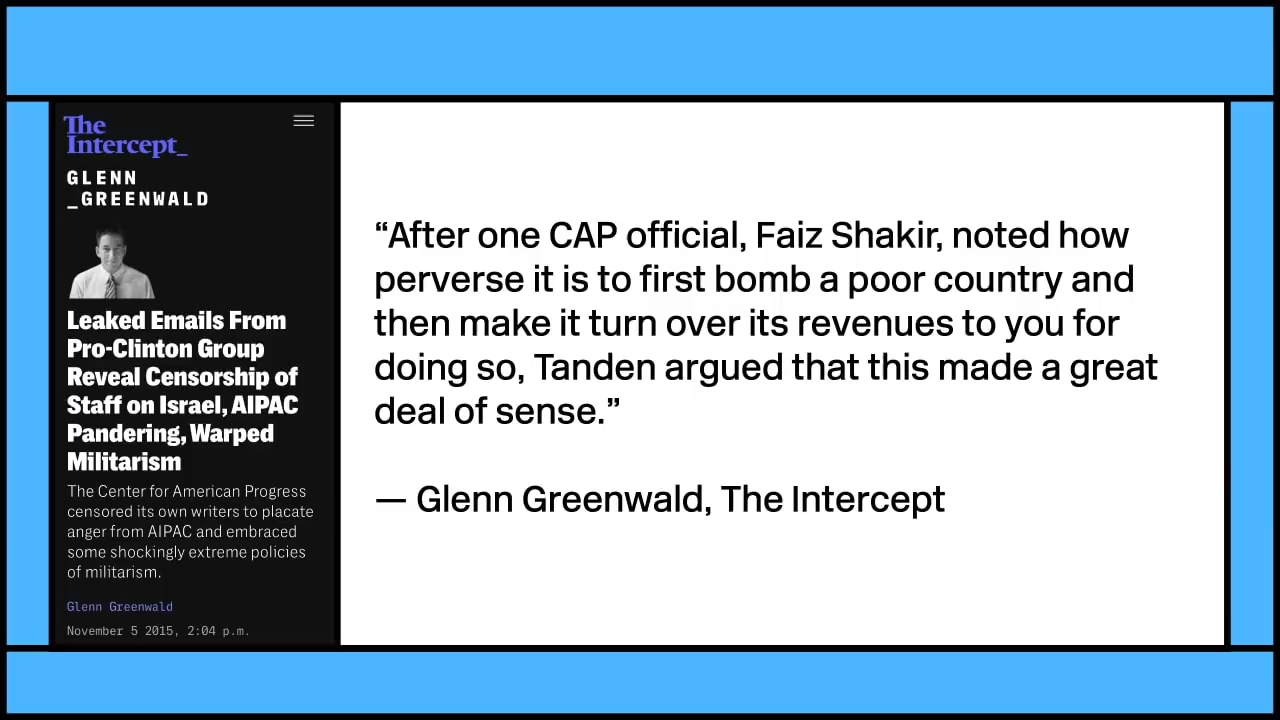 The
Intercept_
GLENN
_GREENWALD
Leaked Emails From
Pro-Clinton Group
Reveal Censorship of
Staff on Israel, AIPAC
Pandering, Warped
Militarism
The Center for American Progress
censored its own writers to placate
anger from AIPAC and embraced
some shockingly extreme policies
of militarism.
Glenn Greenwald
November 5 2015, 2:04 p.m.
“After one CAP official, Faiz Shakir, noted how
perverse it is to first bomb a poor country and
then make it turn over its revenues to you for
doing so, Tanden argued that this made a great
deal of sense.”
— Glenn Greenwald, The Intercept